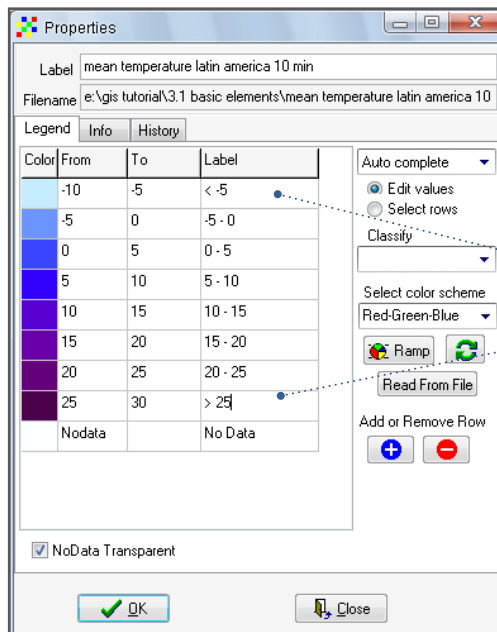 Properties
Label mean temperature latin america 10 min
Filename e:\gis tutorial\3.1 basic elements\mean temperature latin america 10
Legend Info History
Color From To Label
-10 -5 < -5
-5 0 -5 - 0
0 5 0 - 5
5 10 5 - 10
10 15 10 - 15
15 20 15 - 20
20 25 20 - 25
25 30 > 25
Nodata No Data
Auto complete
Edit values
Select rows
Classify
Select color scheme
Red-Green-Blue
Ramp
Read From File
Add or Remove Row
NoData Transparent
OK Close